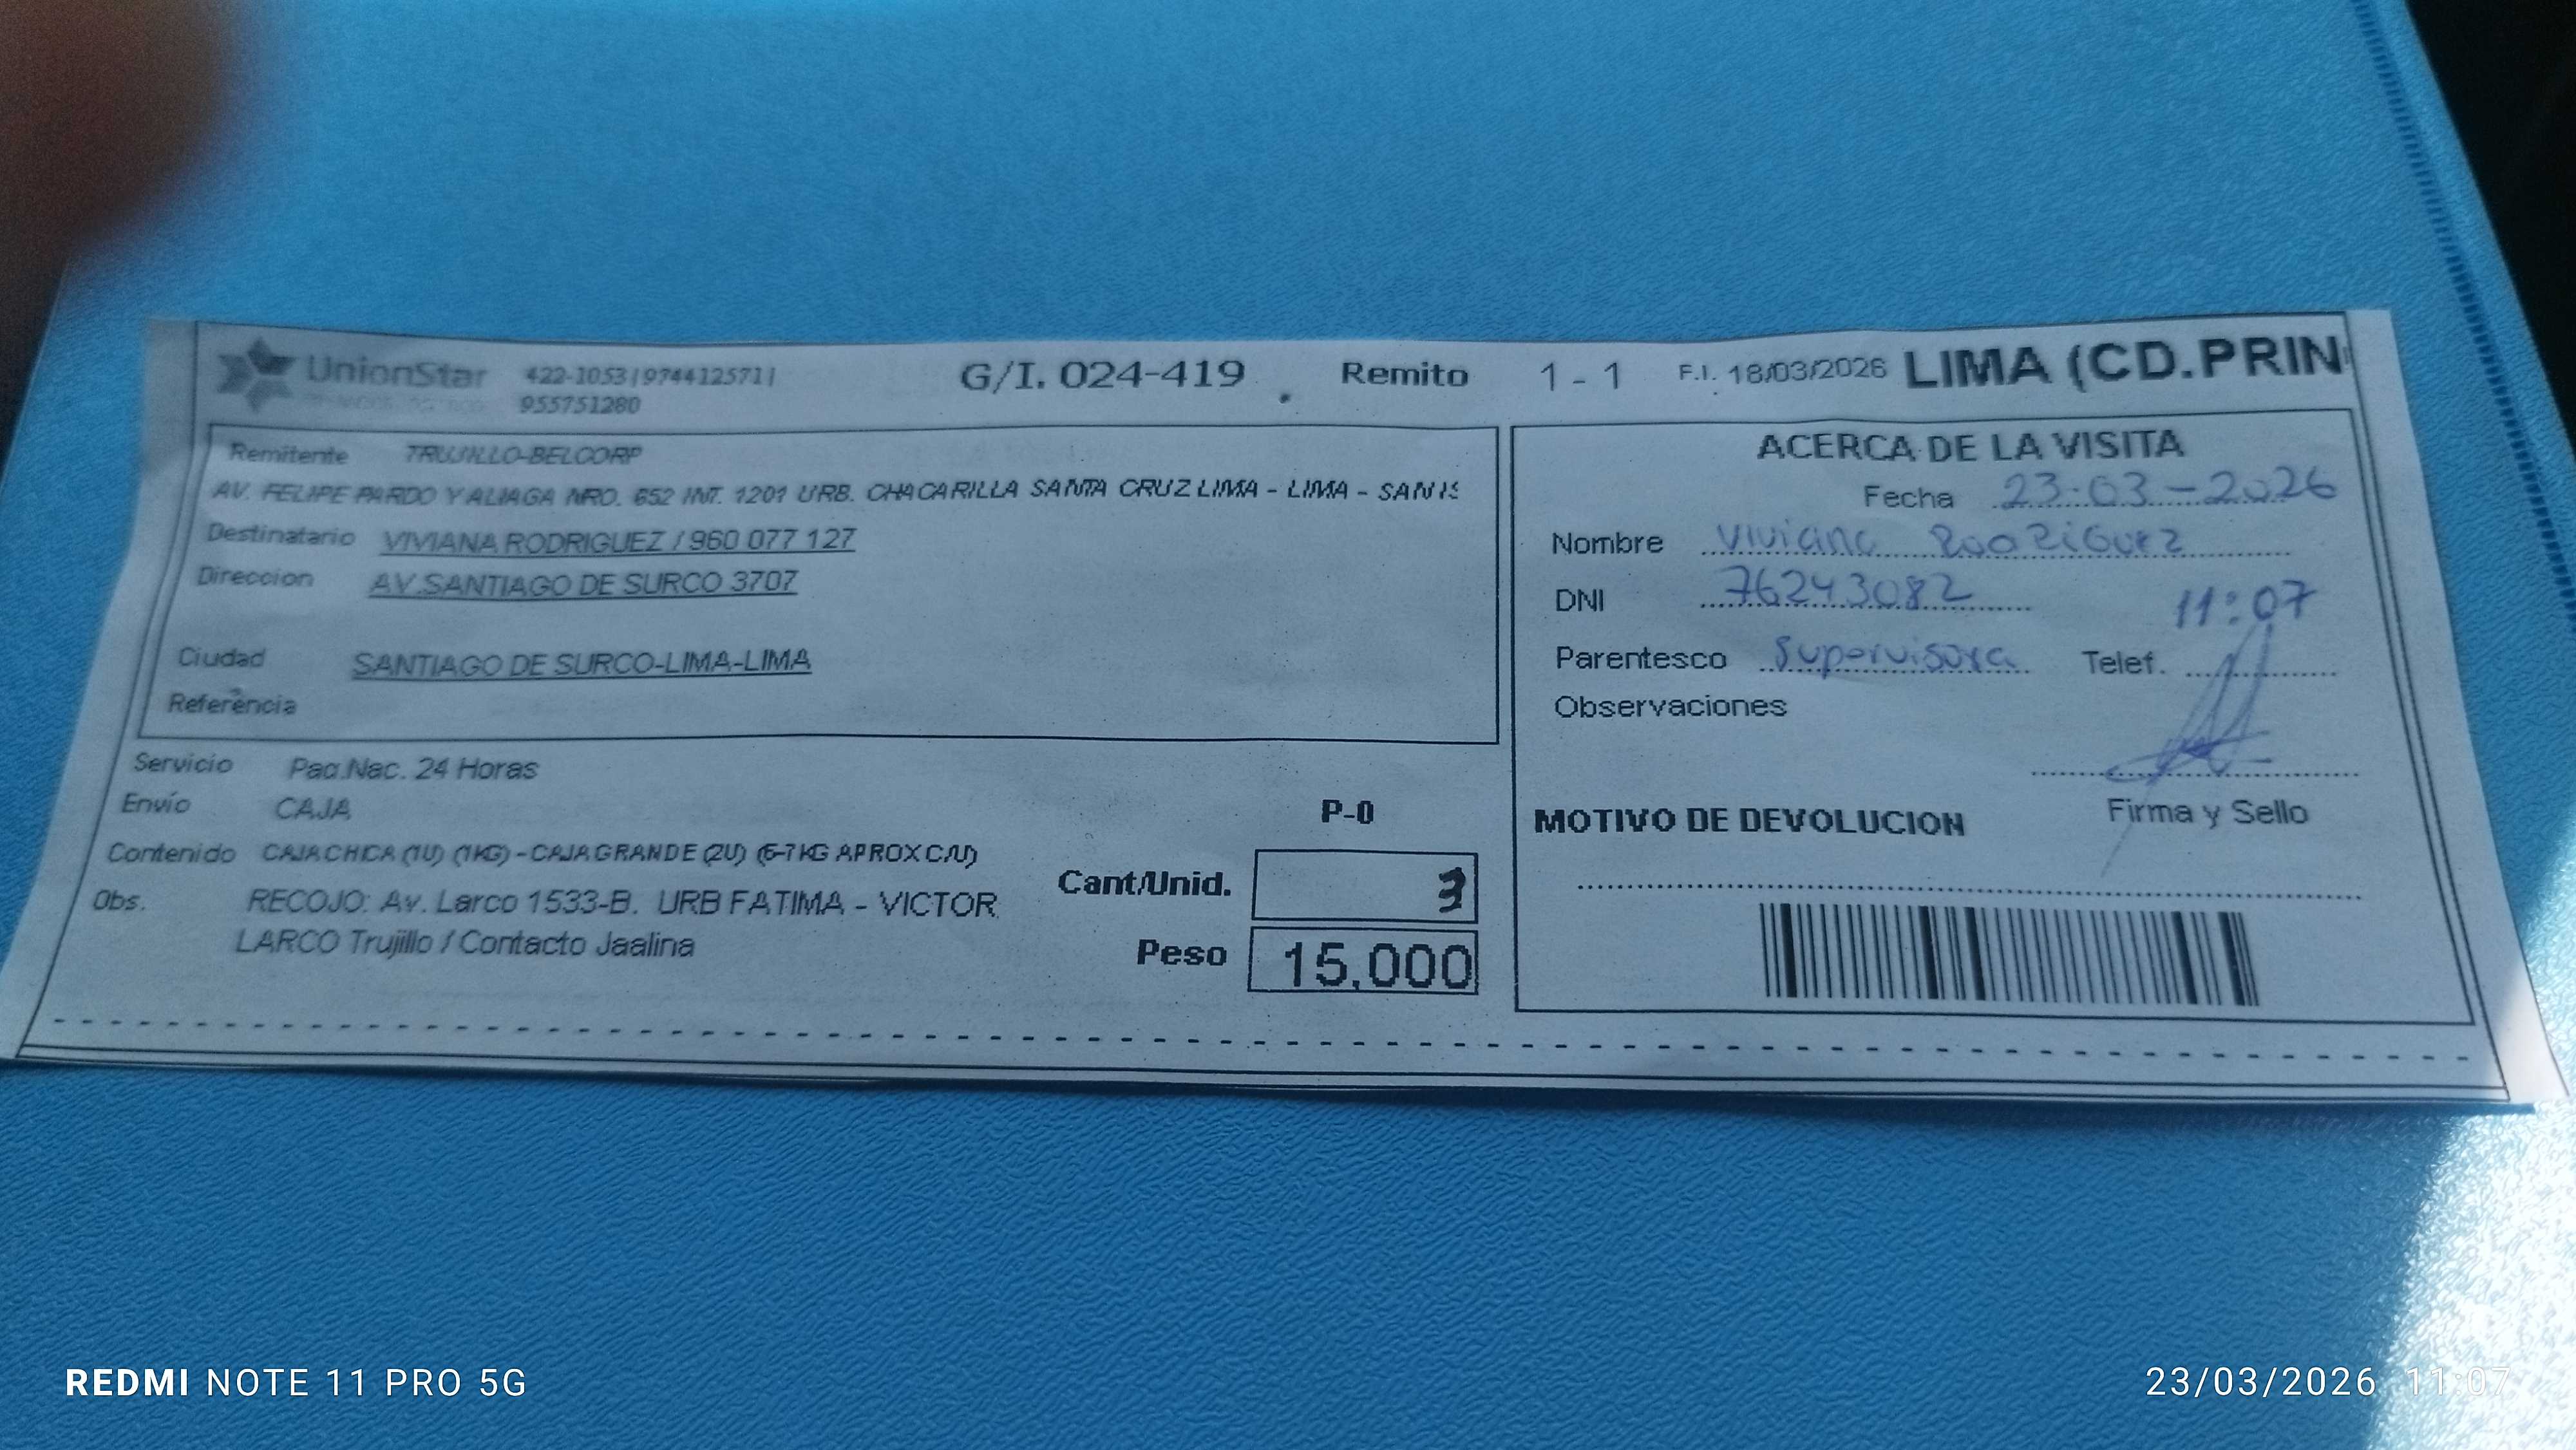 UnionStar 422-1053|974412571|
955751280
G/I. 024-419 Remito 1 - 1 F.I. 18/03/2026 LIMA (CD.PRIN
Remitente TRUJILLO-BELCORP
AV. FELIPE PARDO Y ALIAGA NRO. 652 INT. 1201 URB. CHACARILLA SANTA CRUZ LIMA - LIMA - SAN IS
Destinatario VIVIANA RODRIGUEZ / 960 077 127
Direccion AV.SANTIAGO DE SURCO 3707
Ciudad SANTIAGO DE SURCO-LIMA-LIMA
Referencia
Servicio Paq.Nac. 24 Horas
Envío CAJA
Contenido CAJA CHICA (1U) (1KG) - CAJA GRANDE (2U) (6-7 KG APROX C/U)
Obs. RECOJO: Av. Larco 1533-B. URB FATIMA - VICTOR
LARCO Trujillo / Contacto Jaalina
P-0
Cant/Unid. 3
Peso 15,000
ACERCA DE LA VISITA
Fecha 23-03-2026
Nombre Viviana Rodriguez
DNI 76243082
11:07
Parentesco Supervisora Telef.
Observaciones
Firma y Sello
MOTIVO DE DEVOLUCION
REDMI NOTE 11 PRO 5G
23/03/2026 11:07